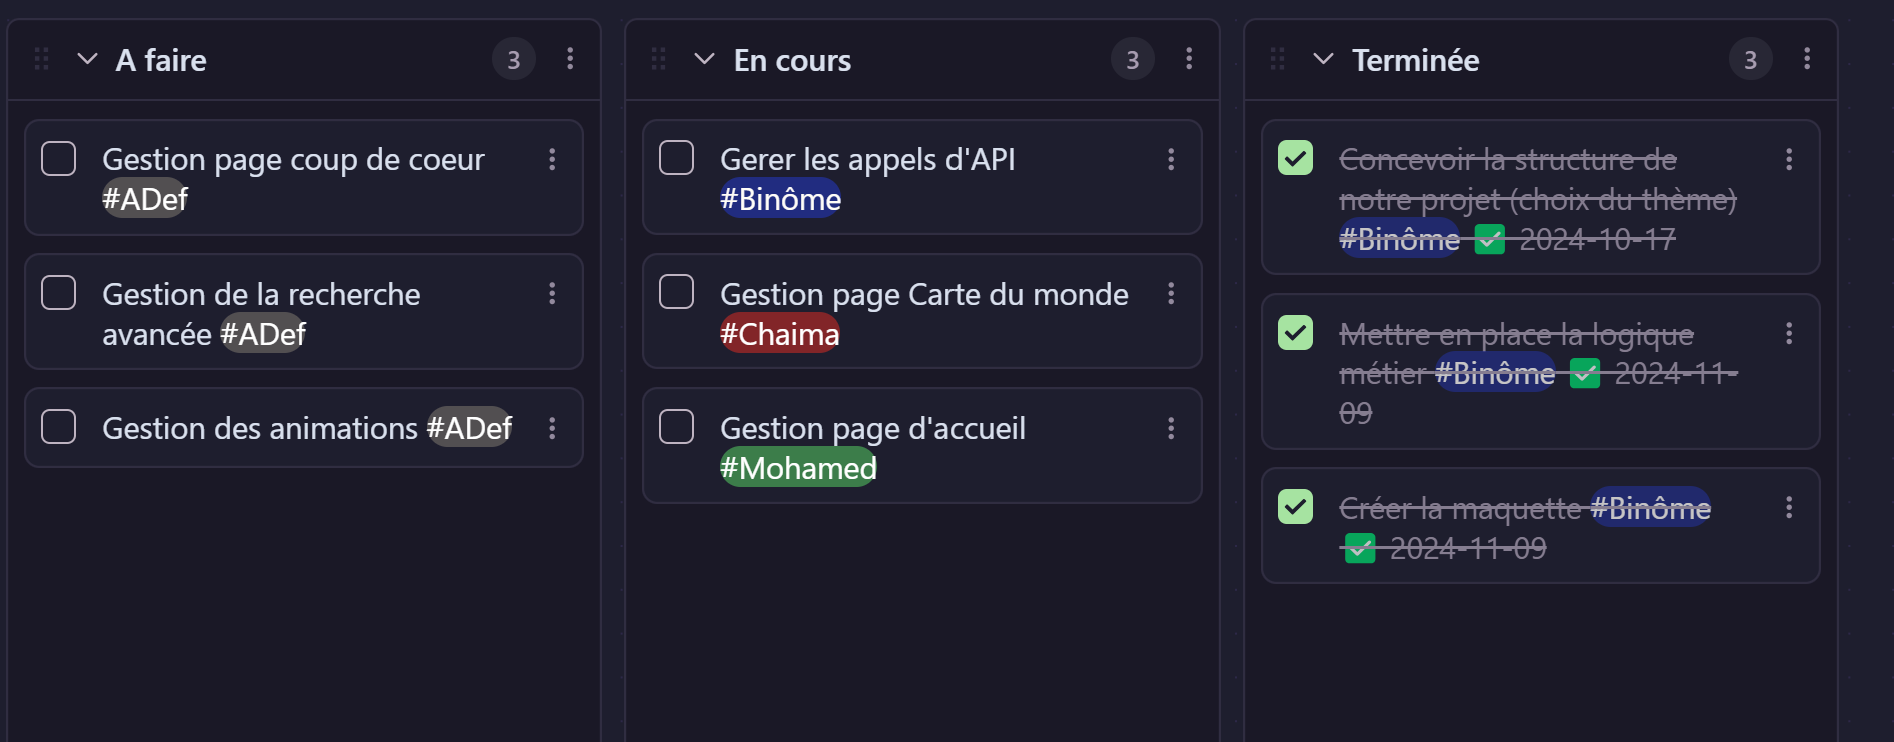 A faire
3
Gestion page coup de coeur
#ADef
Gestion de la recherche
avancée #ADef
Gestion des animations #ADef
En cours
3
Gerer les appels d'API
#Binôme
Gestion page Carte du monde
#Chaima
Gestion page d'accueil
#Mohamed
Terminée
3
Concevoir la structure de
notre projet (choix du thème)
#Binôme ✅ 2024-10-17
Mettre en place la logique
métier #Binôme ✅ 2024-11-
09
Créer la maquette #Binôme
✅ 2024-11-09